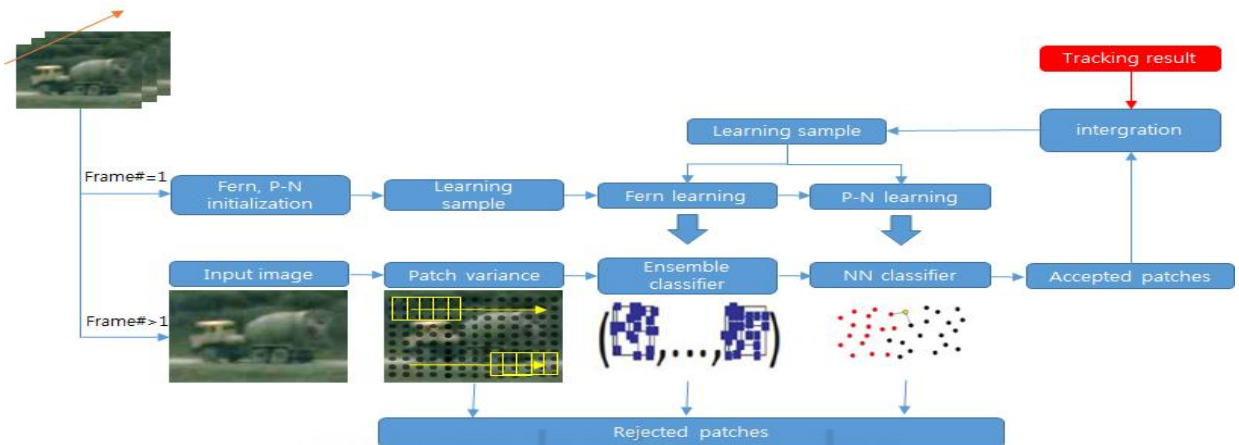 Tracking result
Learning sample
intergration
Frame#=1
Fern, P-N
initialization
Learning
sample
Fern learning
P-N learning
Input image
Patch variance
Ensemble
classifier
NN classifier
Accepted patches
Frame#>1
Rejected patches